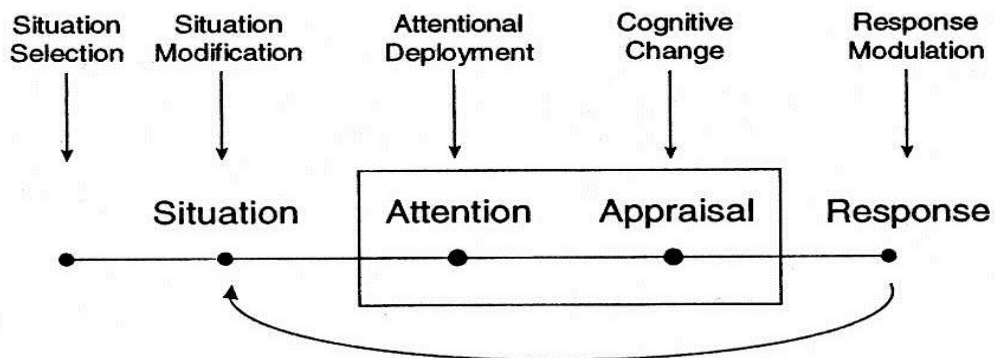 Situation Selection
Situation Modification
Attentional Deployment
Cognitive Change
Response Modulation
Situation
Attention
Appraisal
Response